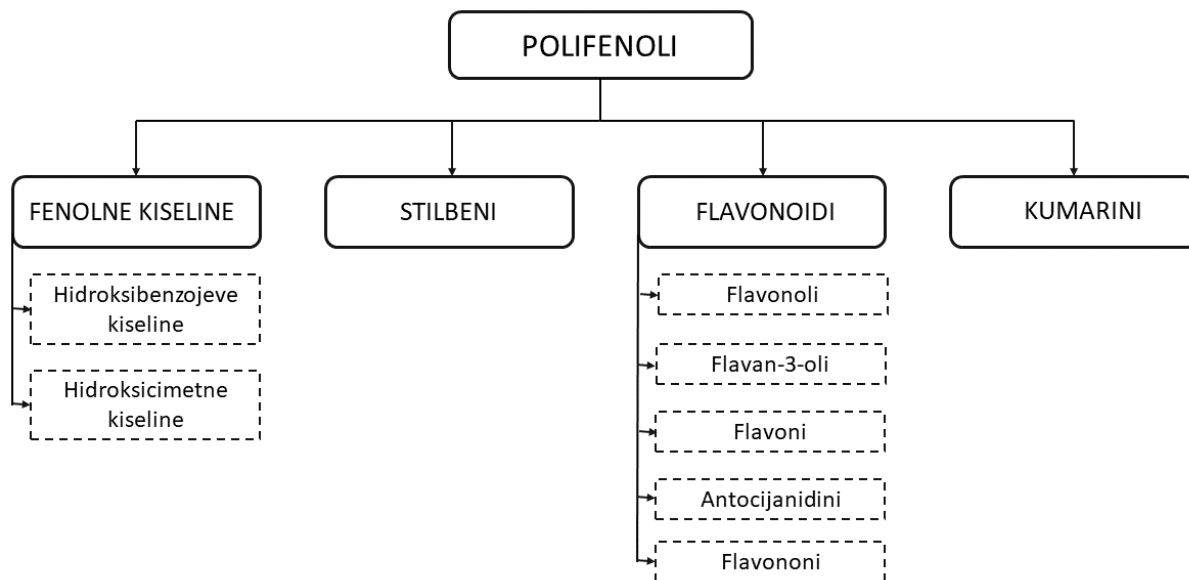 POLIFENOLI
FENOLNE KISELINE
STILBENI
FLAVONOIDI
KUMARINI
Hidroksibenzojeve
kiseline
Hidroksicimetne
kiseline
Flavonoli
Flavan-3-oli
Flavoni
Antocijanidini
Flavononi